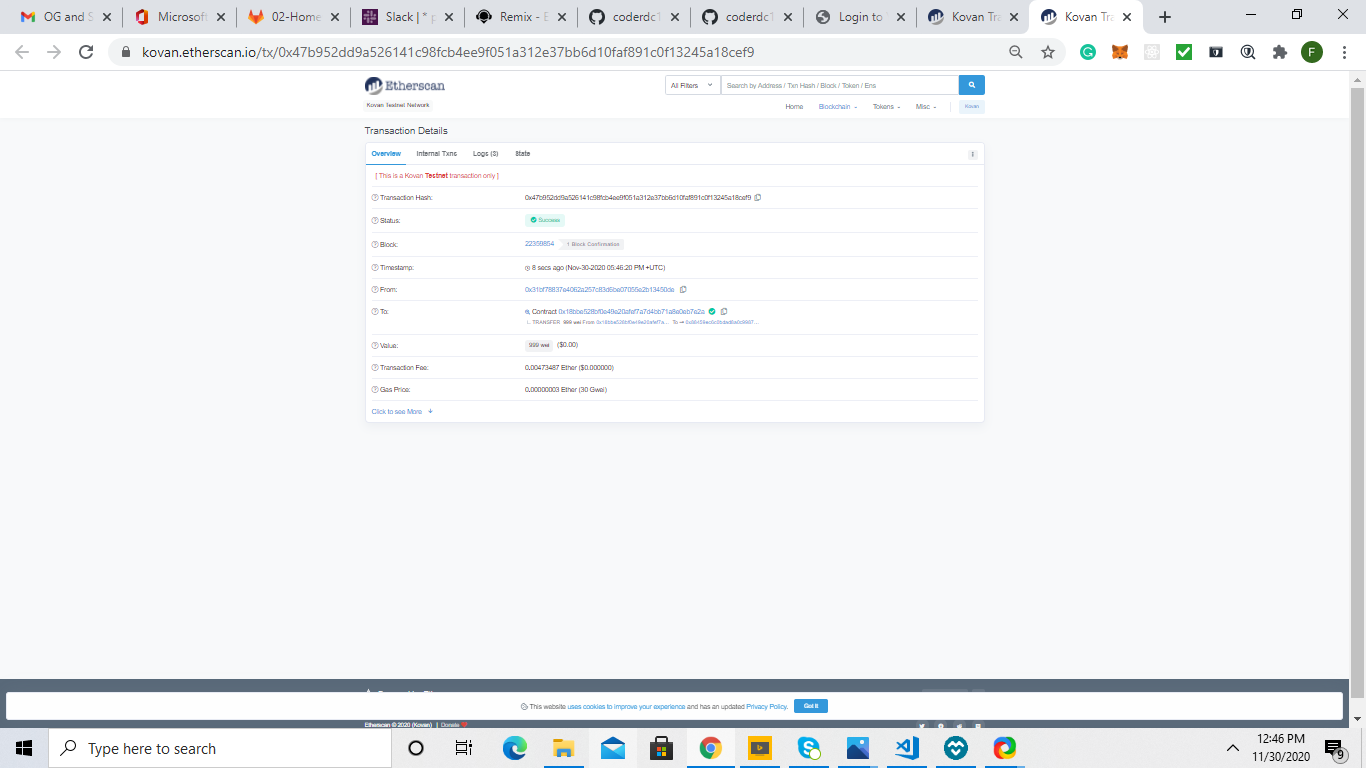 OG and S
Microsoft
02-Home
Slack | *
Remix - E
coderdc1
coderdc1
Login to
Kovan Tra
Kovan Tra
kovan.etherscan.io/tx/0x47b952dd9a526141c98fcb4ee9f051a312e37bb6d10faf891c0f13245a18cef9
F
Etherscan
All Filters
Search by Address / Txn Hash / Block / Token / Ens
Kovan Testnet Network
Home Blockchain Tokens Misc Kovan
Transaction Details
Overview Internal Txns Logs (3) State
[ This is a Kovan Testnet transaction only ]
Transaction Hash: 0x47b952dd9a526141c98fcb4ee9f051a312e37bb6d10faf891c0f13245a18cef9
Status: Success
Block: 22359854 1 Block Confirmation
Timestamp: 8 secs ago (Nov-30-2020 05:46:20 PM +UTC)
From: 0x31bf78837e4062a257c83d6be07055e2b13450de
To: Contract 0x18bbe528bf0e49e20afef7a7d4bb71a8e0eb7e2a
TRANSFER 999 wei From 0x18bbe528bf0e49e20afef7a... To →
Value: 999 wei ($0.00)
Transaction Fee: 0.00473487 Ether ($0.000000)
Gas Price: 0.00000003 Ether (30 Gwei)
Click to see More
This website uses cookies to improve your experience and has an updated Privacy Policy. Got It
Etherscan © 2020 (Kovan) | Donate
Type here to search
12:46 PM
11/30/2020
9